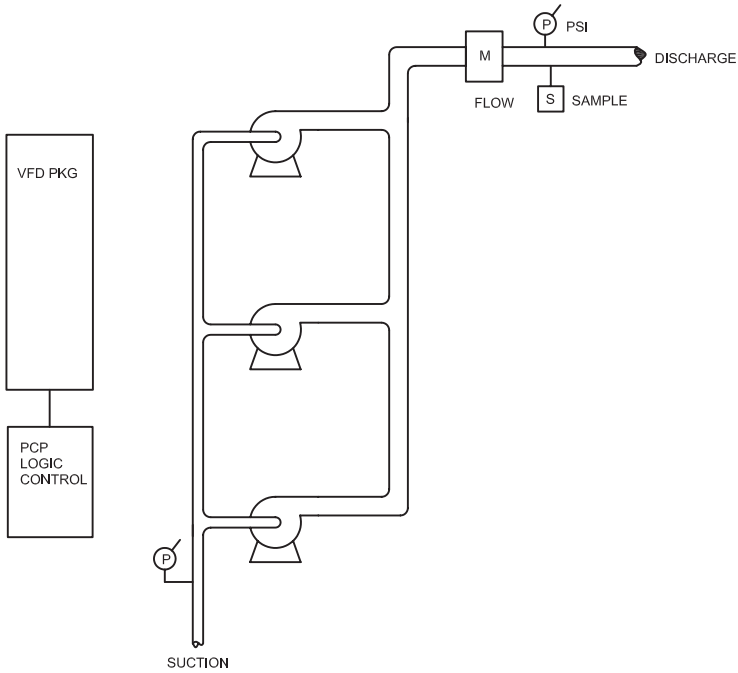 P
PSI
M
DISCHARGE
FLOW
S
SAMPLE
VFD PKG
PCP
LOGIC
CONTROL
P
SUCTION